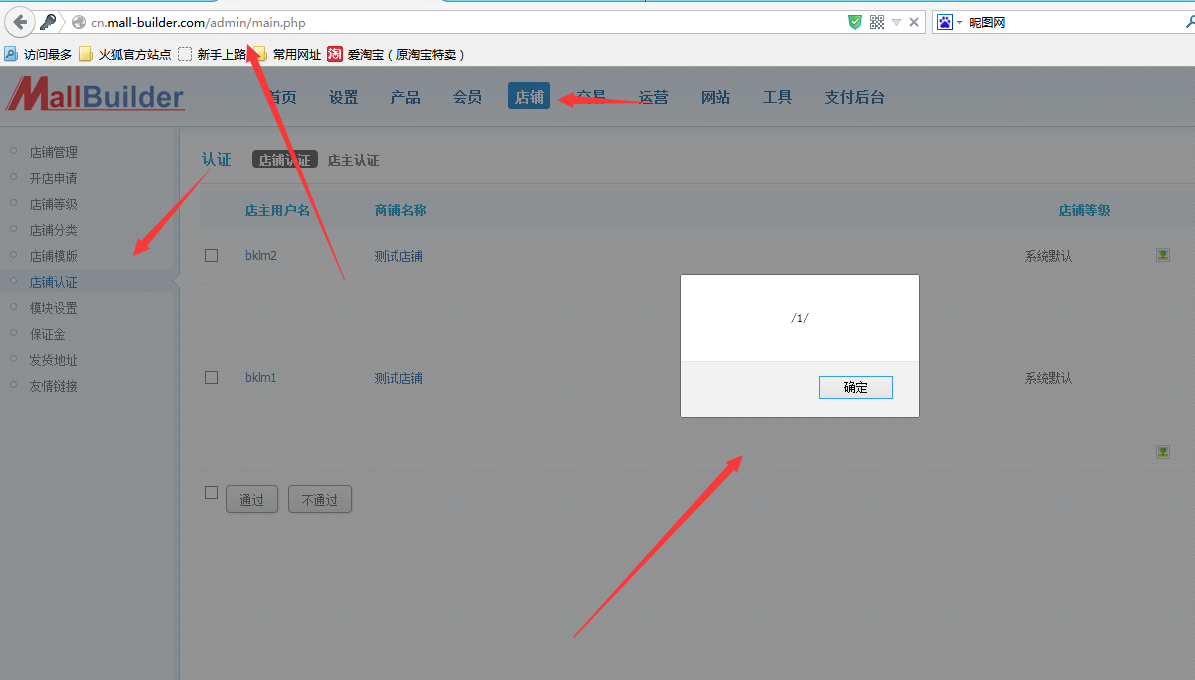 cn.mall-builder.com/admin/main.php
昵图网
访问最多 火狐官方站点 新手上路 常用网址 淘 爱淘宝（原淘宝特卖）
MallBuilder
首页 设置 产品 会员 店铺 交易 运营 网站 工具 支付后台
店铺管理
开店申请
店铺等级
店铺分类
店铺模版
店铺认证
模块设置
保证金
发货地址
友情链接
认证 店铺认证 店主认证
店主用户名 商铺名称 店铺等级
bklm2 测试店铺 系统默认
/1/
确定
bklm1 测试店铺 系统默认
通过 不通过